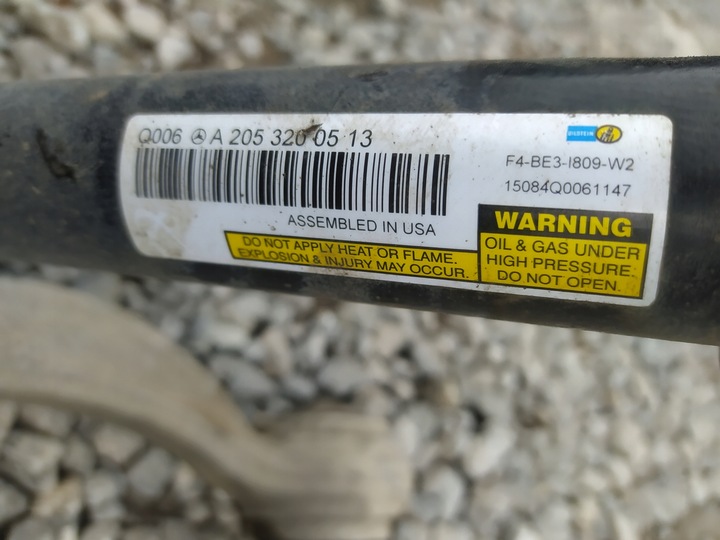 Q006 A 205 320 05 13
ASSEMBLED IN USA
DO NOT APPLY HEAT OR FLAME.
EXPLOSION & INJURY MAY OCCUR.
BILSTEIN
F4-BE3-I809-W2
15084Q0061147
WARNING
OIL & GAS UNDER
HIGH PRESSURE.
DO NOT OPEN.